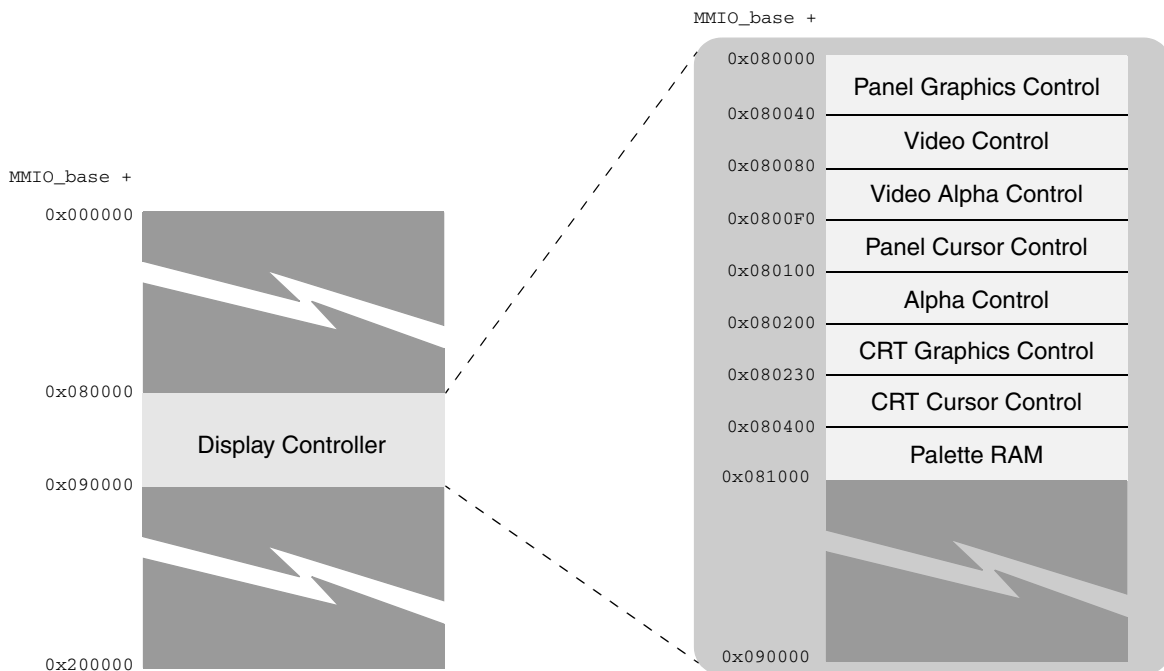 MMIO_base +
0x000000
0x080000
Display Controller
0x090000
0x200000
MMIO_base +
0x080000
Panel Graphics Control
0x080040
Video Control
0x080080
Video Alpha Control
0x0800F0
Panel Cursor Control
0x080100
Alpha Control
0x080200
CRT Graphics Control
0x080230
CRT Cursor Control
0x080400
Palette RAM
0x081000
0x090000